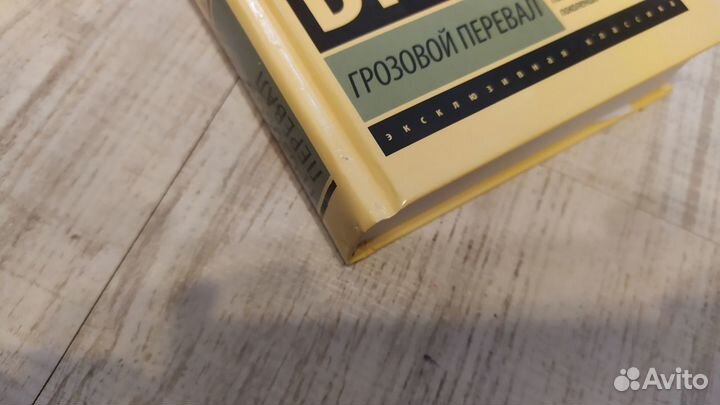 ГРОЗОВОЙ ПЕРЕВАЛ
ЭКСКЛЮЗИВНАЯ КЛАССИКА
ПЕРЕВАЛ
Avito